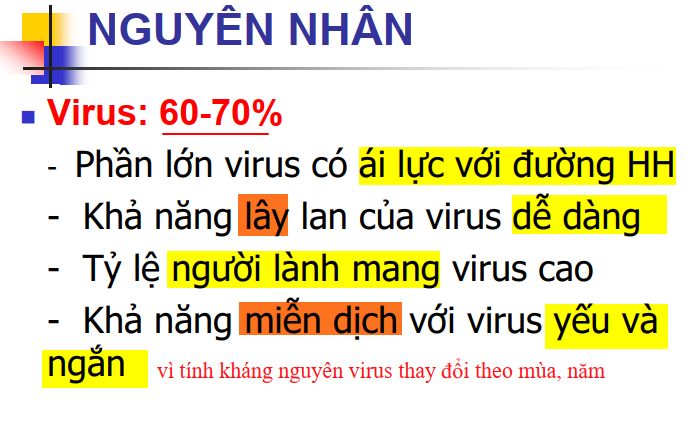 NGUYÊN NHÂN
Virus: 60-70%
- Phần lớn virus có ái lực với đường HH
- Khả năng lây lan của virus dễ dàng
- Tỷ lệ người lành mang virus cao
- Khả năng miễn dịch với virus yếu và
ngắn vì tính kháng nguyên virus thay đổi theo mùa, năm